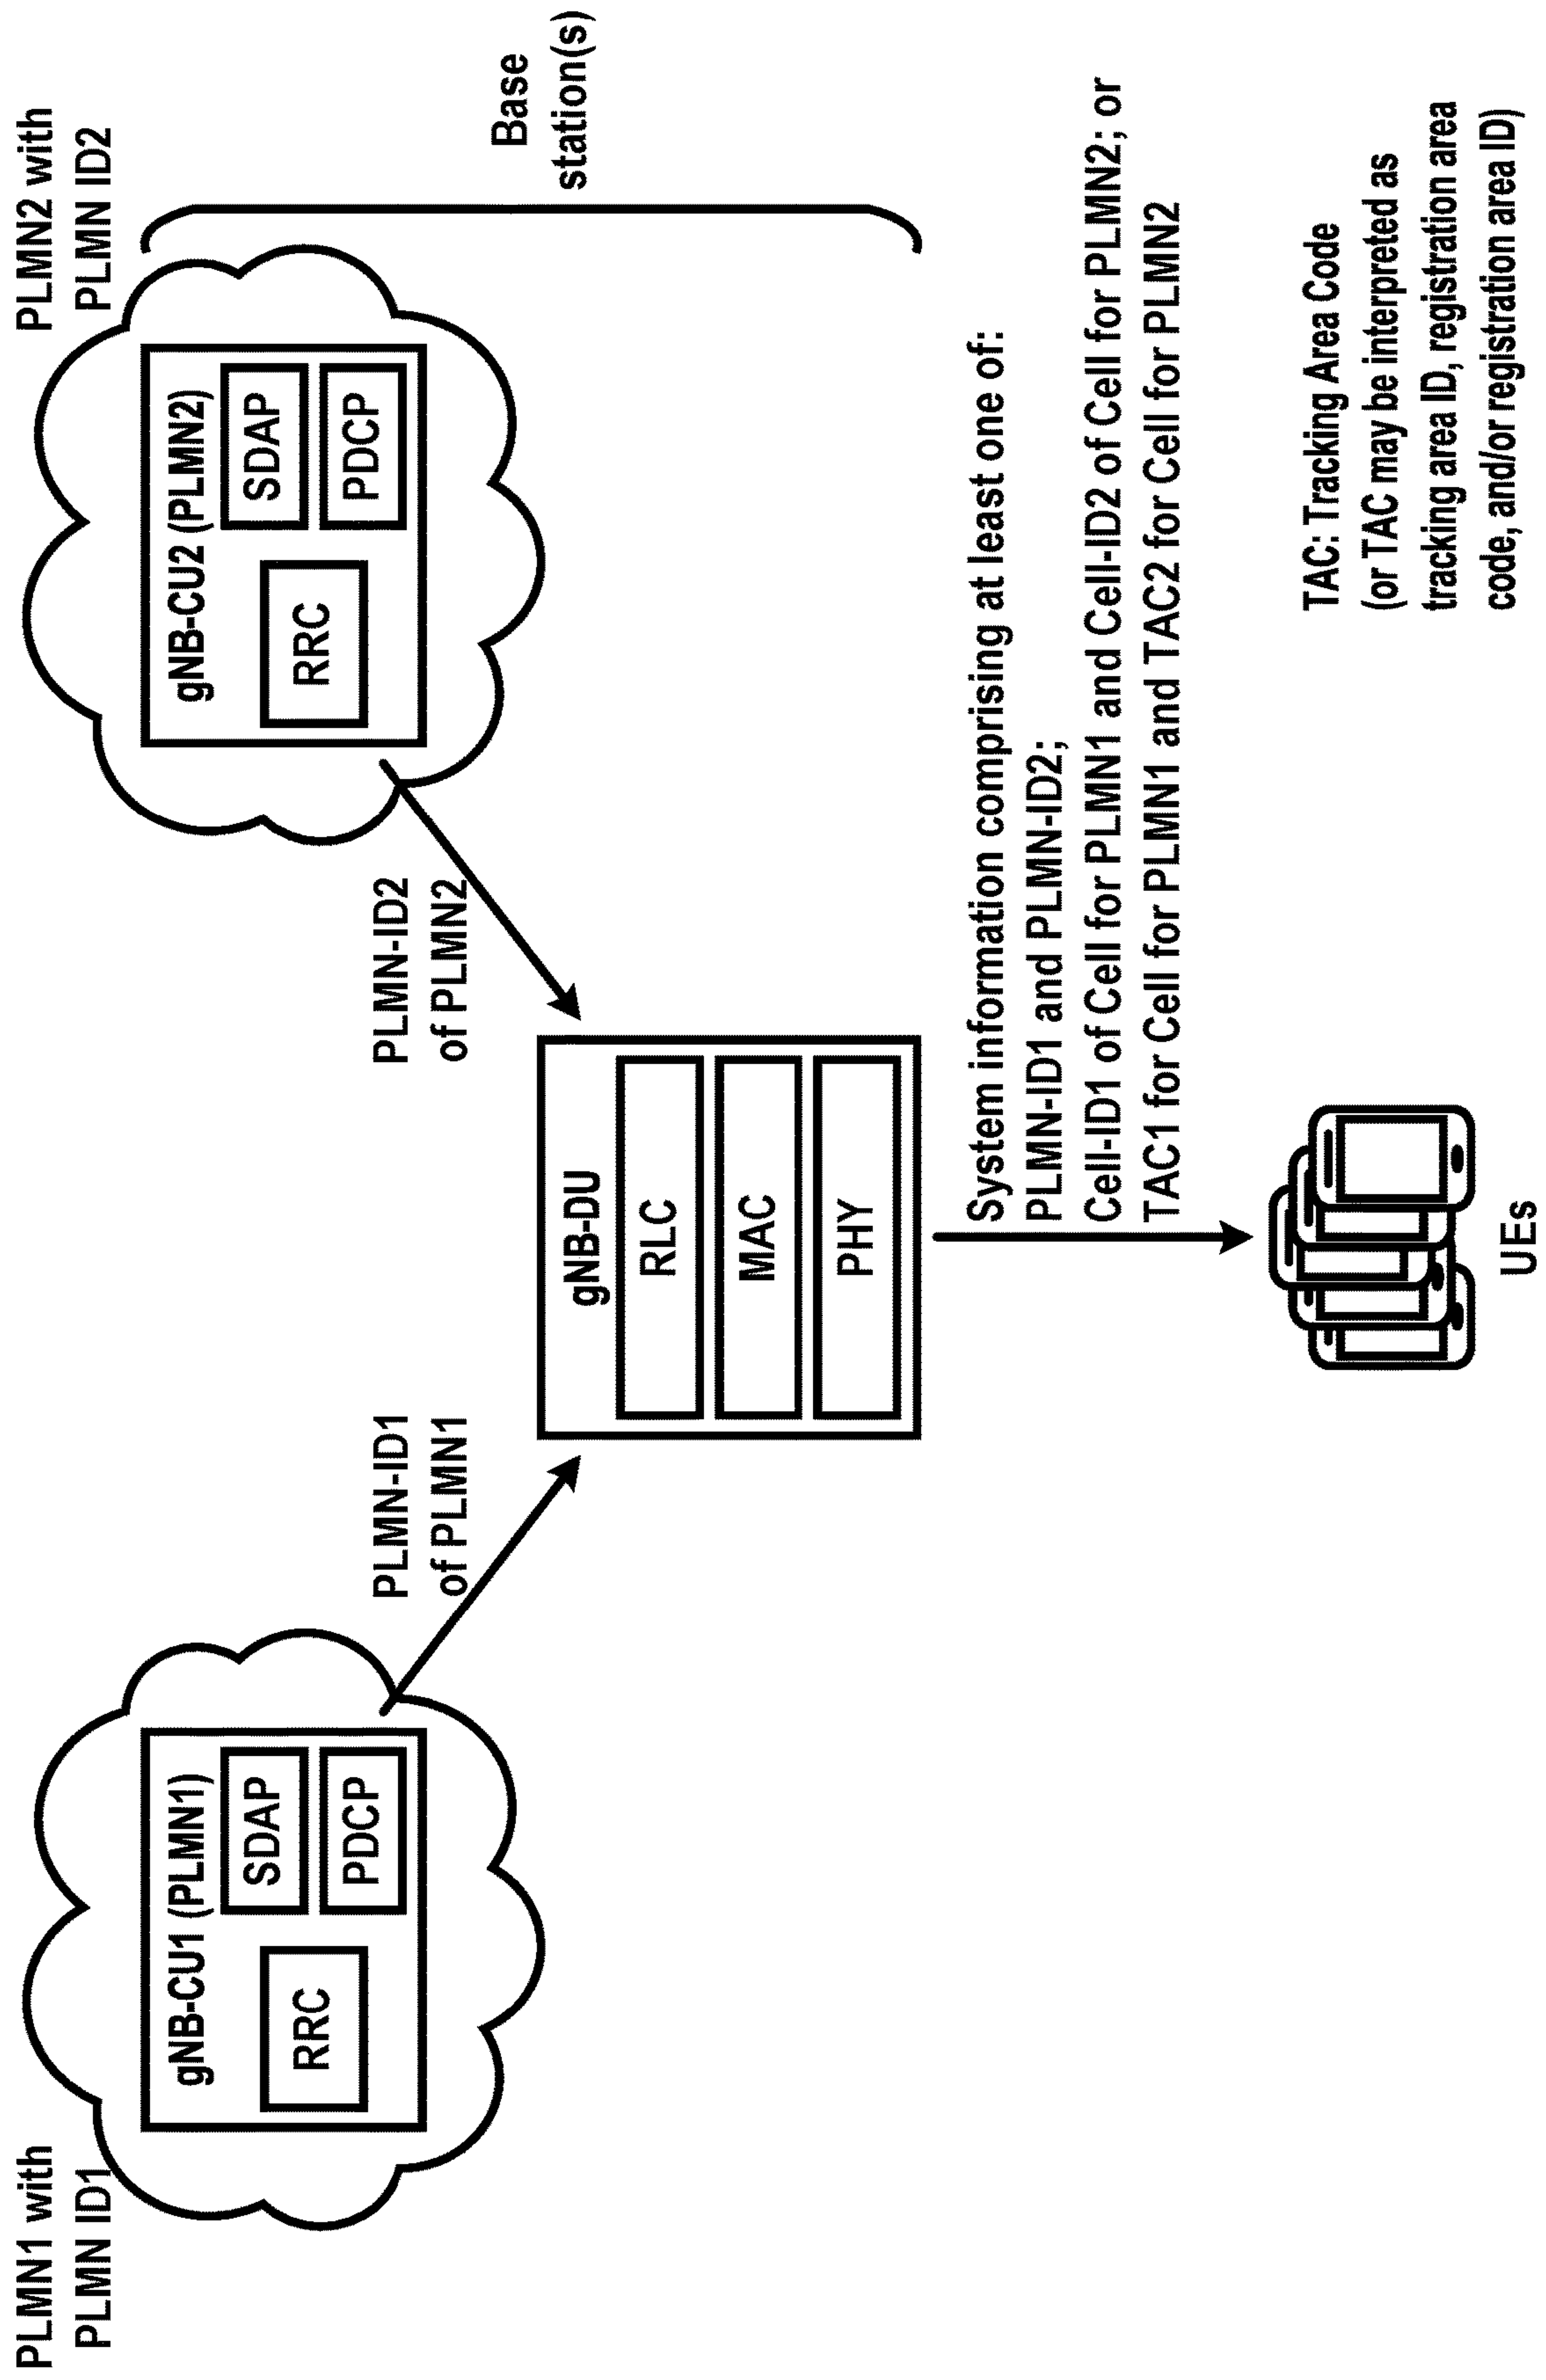 PLMN1 with
PLMN ID1
gNB-CU1 (PLMN1)
RRC
SDAP
PDCP
PLMN-ID1
of PLMN1
PLMN2 with
PLMN ID2
gNB-CU2 (PLMN2)
RRC
SDAP
PDCP
PLMN-ID2
of PLMN2
Base
station(s)
gNB-DU
RLC
MAC
PHY
System information comprising at least one of:
PLMN-ID1 and PLMN-ID2;
Cell-ID1 of Cell for PLMN1 and Cell-ID2 of Cell for PLMN2; or
TAC1 for Cell for PLMN1 and TAC2 for Cell for PLMN2
UEs
TAC: Tracking Area Code
(or TAC may be interpreted as
tracking area ID, registration area
code, and/or registration area ID)